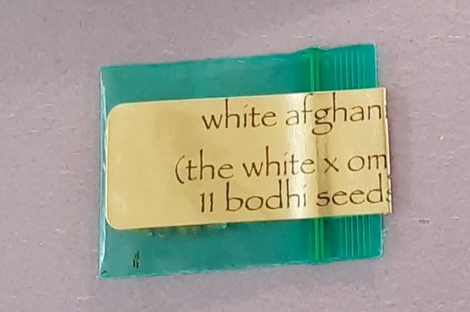 white afghan
(the white x om
11 bodhi seeds